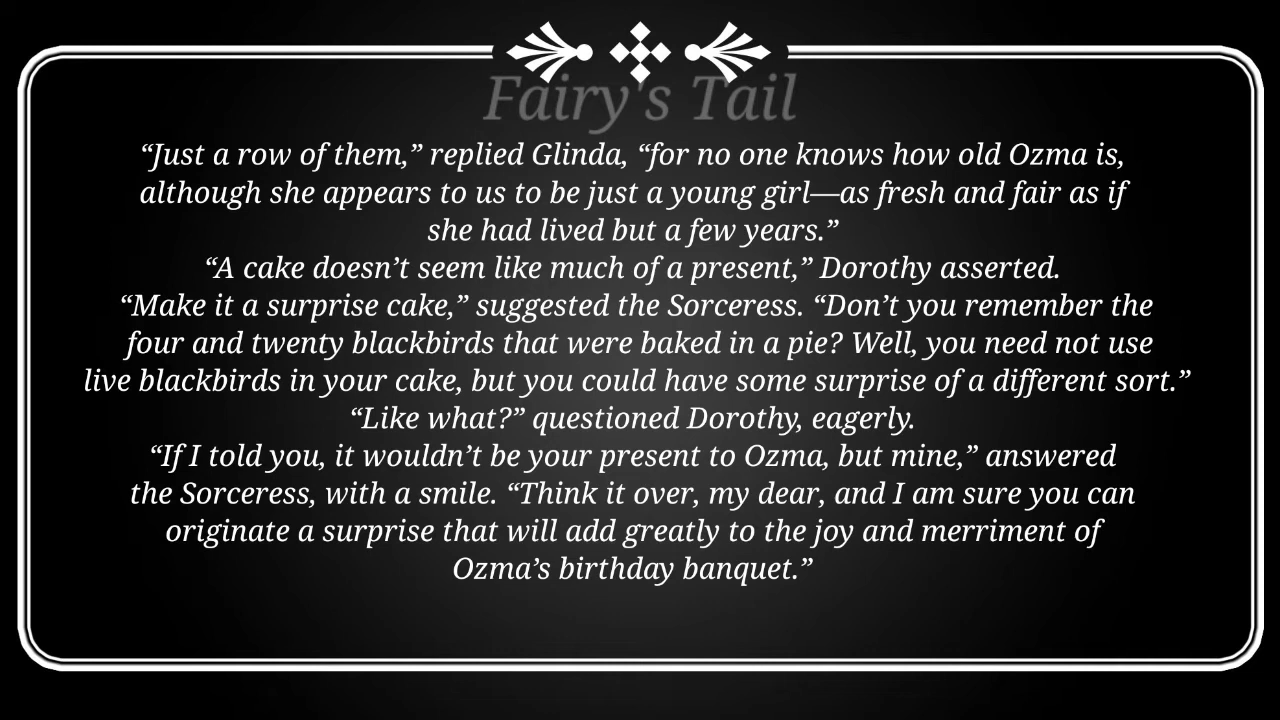 Fairy's Tail
“Just a row of them,” replied Glinda, “for no one knows how old Ozma is,
although she appears to us to be just a young girl—as fresh and fair as if
she had lived but a few years.”
“A cake doesn’t seem like much of a present,” Dorothy asserted.
“Make it a surprise cake,” suggested the Sorceress. “Don’t you remember the
four and twenty blackbirds that were baked in a pie? Well, you need not use
live blackbirds in your cake, but you could have some surprise of a different sort.”
“Like what?” questioned Dorothy, eagerly.
“If I told you, it wouldn’t be your present to Ozma, but mine,” answered
the Sorceress, with a smile. “Think it over, my dear, and I am sure you can
originate a surprise that will add greatly to the joy and merriment of
Ozma’s birthday banquet.”